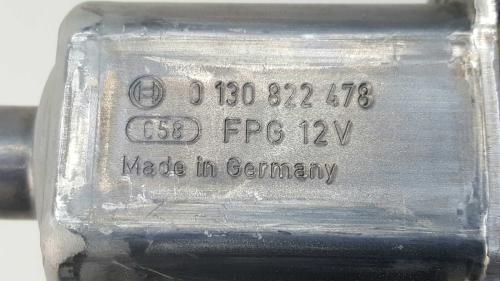 0 130 822 478
C58 FPG 12V
Made in Germany